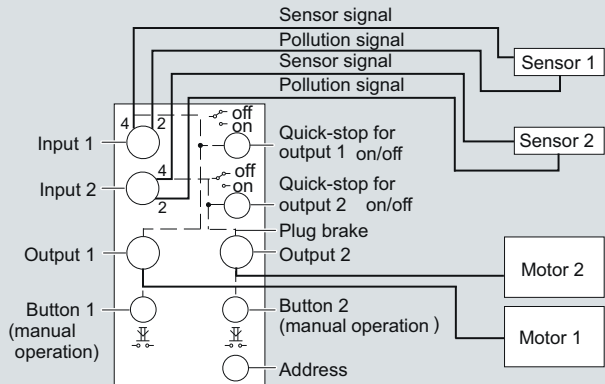 Sensor signal
Pollution signal
Sensor signal
Pollution signal
Sensor 1
Sensor 2
4 2
off
on
Input 1
Quick-stop for
output 1 on/off
4
off
on
Input 2
2
Quick-stop for
output 2 on/off
Plug brake
Output 1
Output 2
Motor 2
Button 1
(manual
operation)
Button 2
(manual operation )
Motor 1
Address